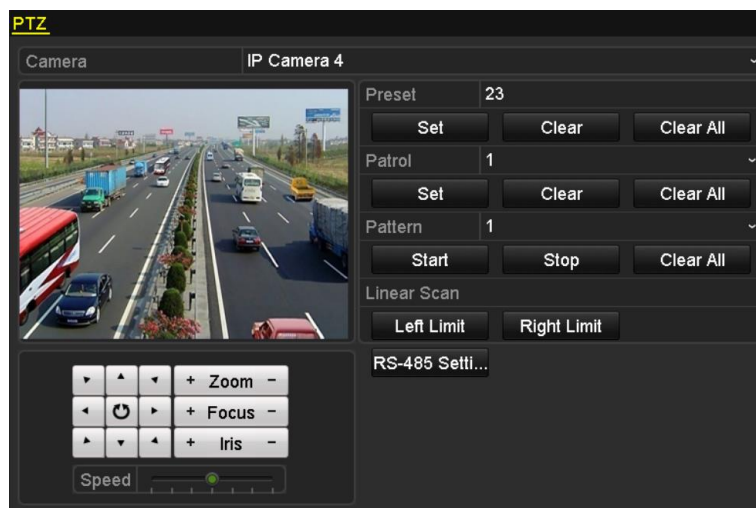 PTZ
Camera IP Camera 4
Preset 23
Set Clear Clear All
Patrol 1
Set Clear Clear All
Pattern 1
Start Stop Clear All
Linear Scan
Left Limit Right Limit
RS-485 Setti...
+ Zoom -
+ Focus -
+ Iris -
Speed